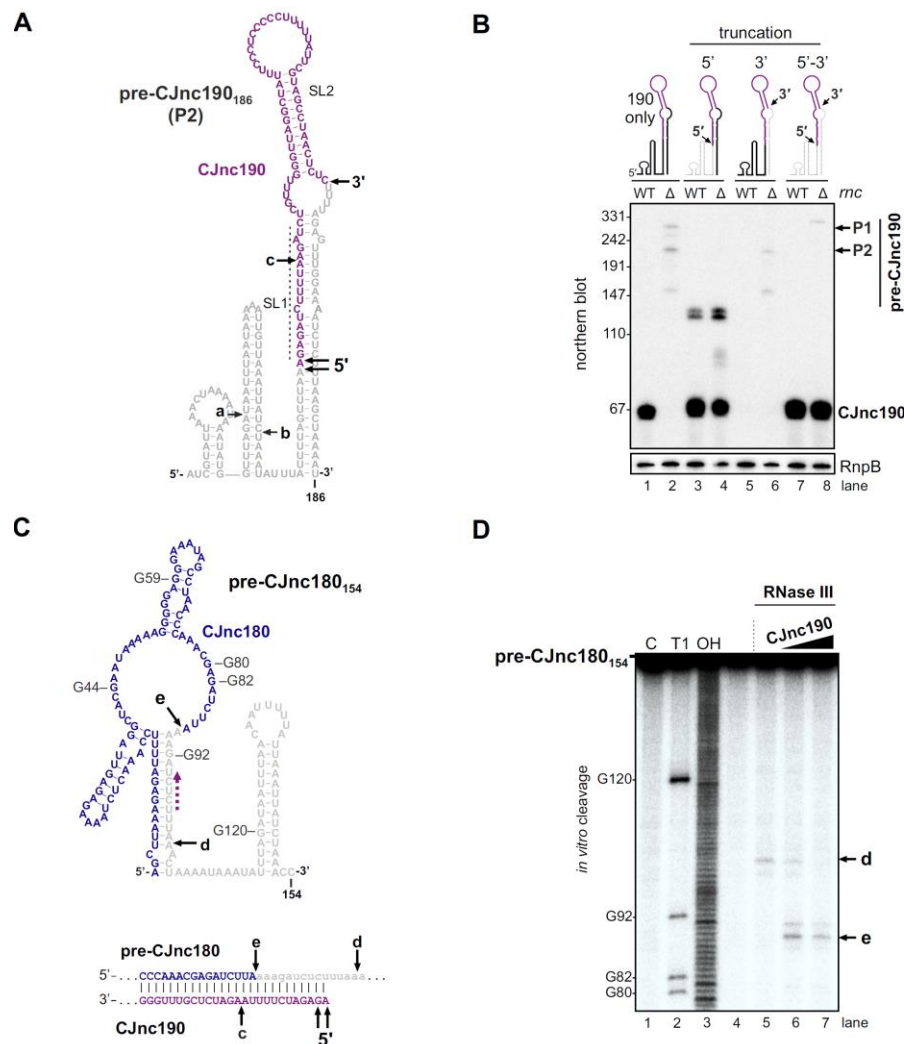 A
pre-CJnc190186
(P2)
SL2
CJnc190
3'
c
SL1
5'
a
b
5'-
-3'
186
B
truncation
5'
3'
5'-3'
190
only
3'
3'
5'
5'
5'
WT Δ WT Δ WT Δ WT Δ rnc
331
242
191
147
110
67
P1
P2
pre-CJnc190
northern blot
CJnc190
RnpB
1 2 3 4 5 6 7 8 lane
C
G59
pre-CJnc180154
CJnc180
G80
G82
G44
e
G92
G120
d
5'-
-3'
154
pre-CJnc180
e
d
5'-...CCCAAACGAGAUCUUAaaagaucucuuuaaa...
3'-...GGGUUUGCUCUAGAAUUUUCUAGAGA
CJnc190
c
5'
D
RNase III
CJnc190
C T1 OH
pre-CJnc180154
G120
d
G92
e
G82
G80
in vitro cleavage
1 2 3 4 5 6 7 lane